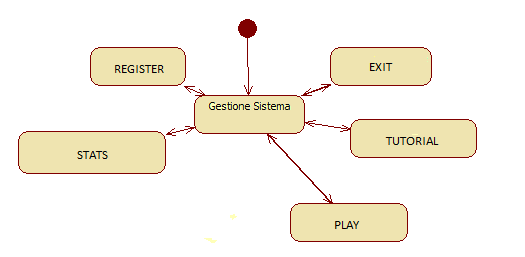 REGISTER
EXIT
Gestione Sistema
TUTORIAL
STATS
PLAY